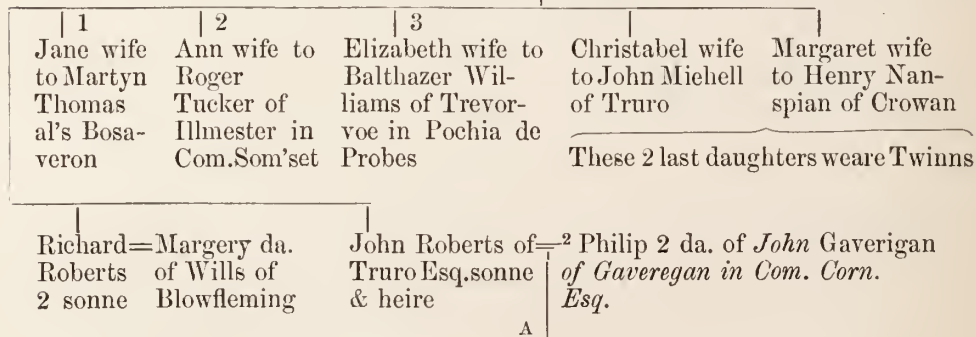 1
Jane wife
to Martyn
Thomas
al's Bosa-
veron
2
Ann wife to
Roger
Tucker of
Illmester in
Com.Som'set
3
Elizabeth wife to
Balthazer Wil-
liams of Trevor-
voe in Pochia de
Probes
Christabel wife
to John Miehell
of Truro
Margaret wife
to Henry Nan-
spian of Crowan
These 2 last daughters weare Twinns
Richard=Margery da.
Roberts of Wills of
2 sonne Blowfleming
John Roberts of=² Philip 2 da. of John Gaverigan
Truro Esq.sonne of Gaveregan in Com. Corn.
& heire Esq.
A